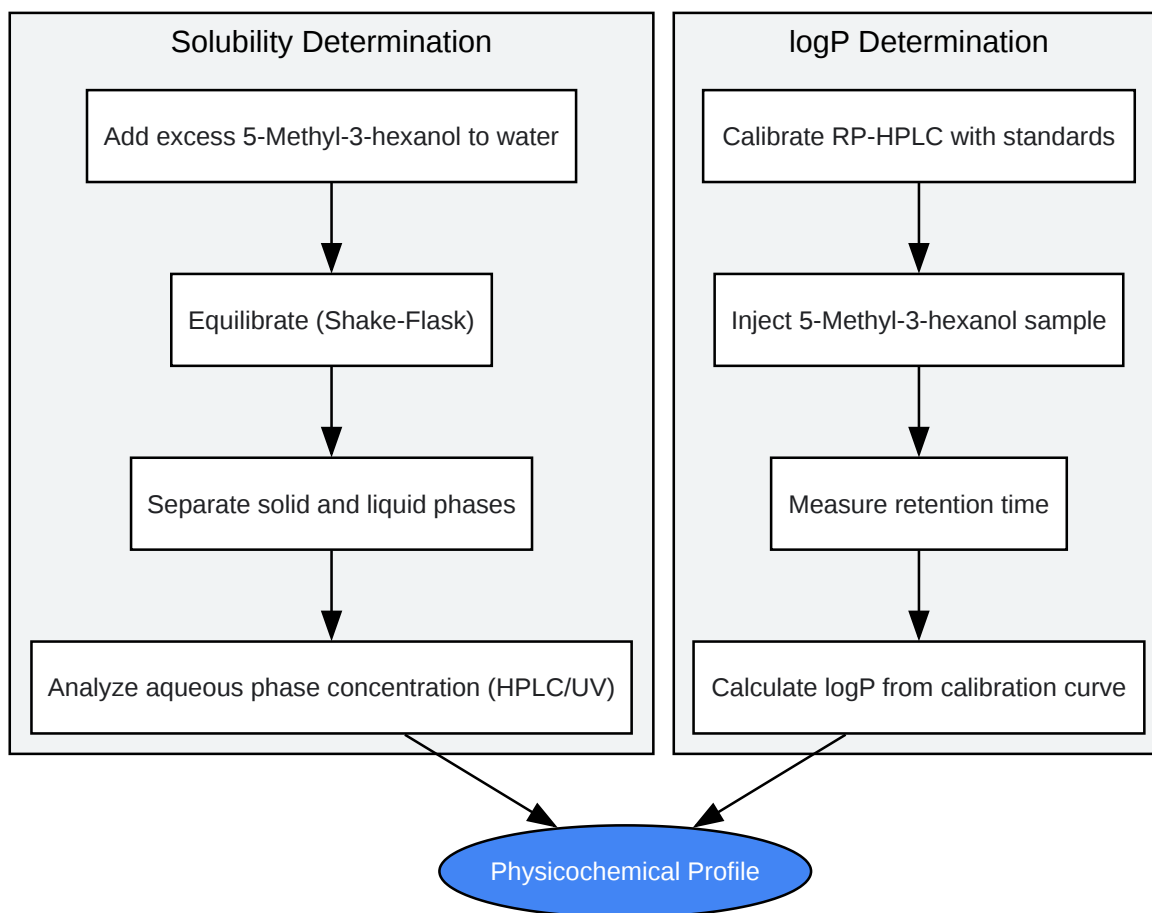 Solubility Determination
Add excess 5-Methyl-3-hexanol to water
Equilibrate (Shake-Flask)
Separate solid and liquid phases
Analyze aqueous phase concentration (HPLC/UV)
logP Determination
Calibrate RP-HPLC with standards
Inject 5-Methyl-3-hexanol sample
Measure retention time
Calculate logP from calibration curve
Physicochemical Profile